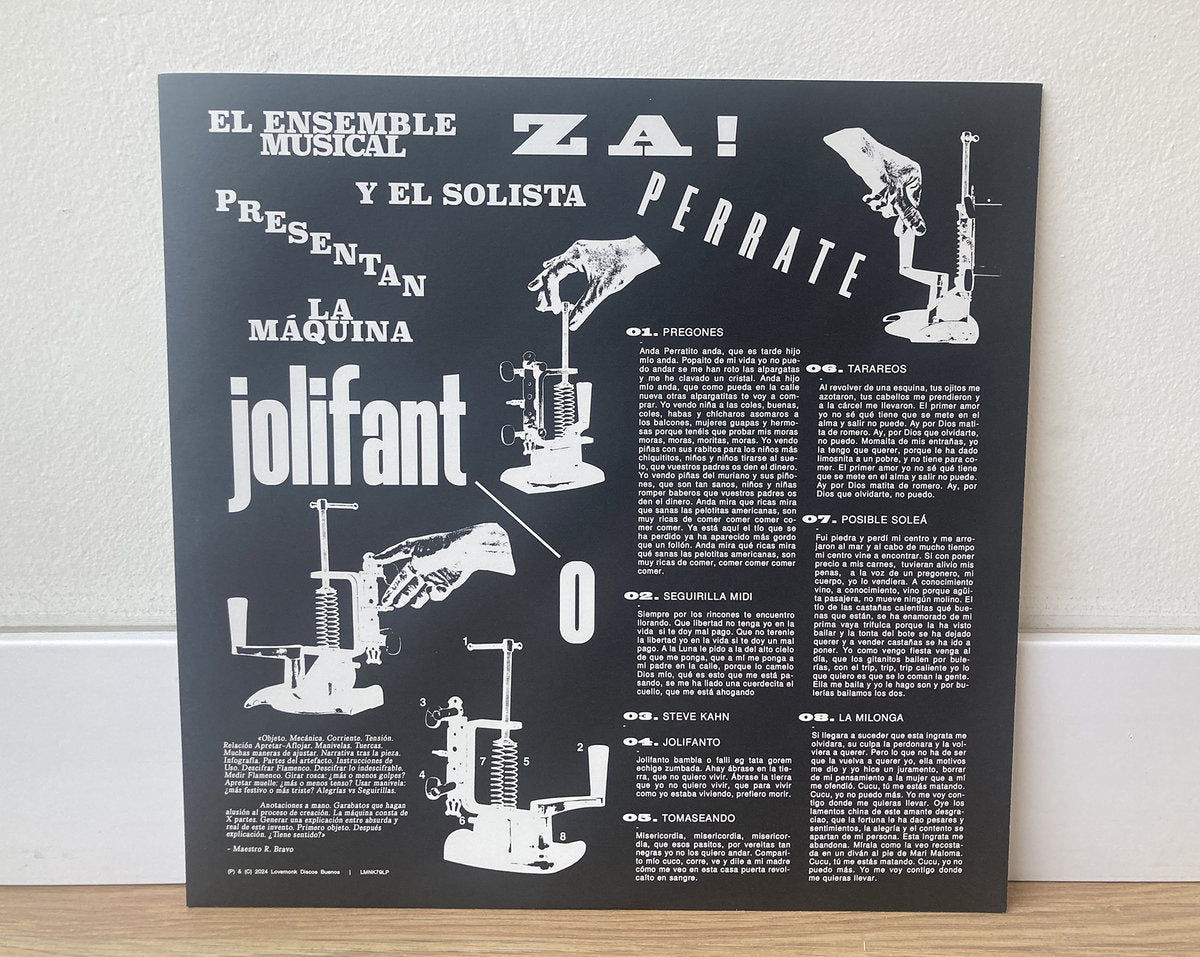 EL ENSEMBLE
MUSICAL
ZA!
Y EL SOLISTA
PERRATE
PRESENTAN
LA
MÁQUINA
jolifant
O
1
2
3
4
5
6
7
8
«Objeto. Mecánica. Corriente. Tensión.
Relación Apretar-Aflojar. Manivelas. Tuercas.
Muchas maneras de ajustar. Narrativa tras la pieza.
Infografía. Partes del artefacto. Instrucciones de
Uso. Descifrar Flamenco. Descifrar lo indescifrable.
Medir Flamenco. Girar rosca: ¿más o menos golpes?
Apretar muelle: ¿más o menos tenso? Usar manivela:
¿más festivo o más triste? Alegrías vs Seguirillas.
Anotaciones a mano. Garabatos que hagan
alusión al proceso de creación. La máquina consta de
X partes. Generar una explicación entre absurda y
real de este invento. Primero objeto. Después
explicación. ¿Tiene sentido?»
- Maestro R. Bravo
(P) & (C) 2024 Lovemonk Discos Buenos | LMNK79LP
01. PREGONES
-
Anda Perratito anda, que es tarde hijo
mío anda. Popaito de mi vida yo no pue-
do andar se me han roto las alpargatas
y me he clavado un cristal. Anda hijo
mío anda, que como pueda en la calle
nueva otras alpargatitas te voy a com-
prar. Yo vendo niña a las coles, buenas,
coles, habas y chícharos asomaros a
los balcones, mujeres guapas y hermo-
sas porque tenéis que probar mis moras
moras, moras, moritas, moras. Yo vendo
piñas con sus rabitos para los niños más
chiquititos, niños y niños tirarse al sue-
lo, que vuestros padres os den el dinero.
Yo vendo piñas del muriano y sus piño-
nes, que son tan sanos, niños y niñas
romper baberos que vuestros padres os
den el dinero. Anda mira que ricas mira
que sanas las pelotitas americanas, son
muy ricas de comer comer comer co-
mer comer. Ya está aquí el tío que se
ha perdido ya ha aparecido más gordo
que un follón. Anda mira qué ricas mira
qué sanas las pelotitas americanas, son
muy ricas de comer, comer comer comer
comer.
02. SEGUIRILLA MIDI
-
Siempre por los rincones te encuentro
llorando. Que libertad no tenga yo en la
vida si te doy mal pago. Que no terenle
la libertad yo en la vida si te doy un mal
pago. A la Luna le pido a la del alto cielo
de que me ponga, que a mí me ponga a
mi padre en la calle, porque lo camelo
Dios mío, qué es esto que me está pa-
sando, se me ha liado una cuerdecita el
cuello, que me está ahogando
03. STEVE KAHN
-
04. JOLIFANTO
-
Jolifanto bambla o falli eg tata gorem
echige zumbada. Ahay ábrase en la tie-
rra, que no quiero vivir. Ábrase la tierra
que yo no quiero vivir, que para vivir
como yo estaba viviendo, prefiero morir.
05. TOMASEANDO
-
Misericordia, misericordia, misericor-
dia, que esos pasitos, por vereitas tan
negras yo no los quiero andar. Compari-
to mío cuco, corre, ve y dile a mi madre
cómo me veo en esta casa puerta revol-
calto en sangre.
06. TARAREOS
-
Al revolver de una esquina, tus ojitos me
azotaron, tus cabellos me prendieron y
a la cárcel me llevaron. El primer amor
yo no sé qué tiene que se mete en el
alma y salir no puede. Ay por Dios mati-
ta de romero. Ay, por Dios que olvidarte,
no puedo. Momaita de mis entrañas, yo
la tengo que querer, porque le ha dado
limosnita a un pobre, y no tiene para co-
mer. El primer amor yo no sé qué tiene
que se mete en el alma y salir no puede.
Ay por Dios matita de romero. Ay, por
Dios que olvidarte, no puedo.
07. POSIBLE SOLEÁ
-
Fui piedra y perdí mi centro y me arro-
jaron al mar y al cabo de mucho tiempo
mi centro vine a encontrar. Si con poner
precio a mis carnes, tuvieran alivio mis
penas, a la voz de un pregonero, mi
cuerpo, yo lo vendiera. A conocimiento
vino, a conocimiento, vino porque agüi-
ta pasajera, no mueve ningún molino. El
tío de las castañas calentitas qué bue-
nas que están, se ha enamorado de mi
prima vaya trifulca porque la ha visto
bailar y la tonta del bote se ha dejado
querer y a vender castañas se ha ido a
poner. Yo como vengo fiesta venga al
día, que los gitanitos bailen por bule-
rías, con el trip, trip, trip caliente yo lo
que quiero es que se lo coman la gente.
Ella me baila y yo le hago son y por bu-
lerías bailamos los dos.
08. LA MILONGA
-
Si llegara a suceder que esta ingrata me
olvidara, su culpa la perdonara y la vol-
viera a querer. Pero lo que no ha de ser
que la vuelva a querer yo, ella motivos
me dio y yo hice un juramento, borrar
de mi pensamiento a la mujer que a mí
me ofendió. Cucu, tú me estás matando.
Cucu, yo no puedo más. Yo me voy con-
tigo donde me quieras llevar. Oye los
lamentos china de este amante desgra-
ciao, que la fortuna le ha dao pesares y
sentimientos, la alegría y el contento se
apartan de mi persona. Esta ingrata me
abandona. Mírala como la veo recosta-
da en un diván al pie de Mari Maloma.
Cucu, tú me estás matando. Cucu, yo no
puedo más. Yo me voy contigo donde
me quieras llevar.